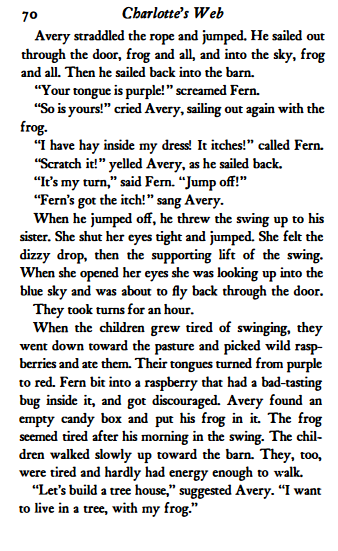 70 Charlotte's Web
Avery straddled the rope and jumped. He sailed out
through the door, frog and all, and into the sky, frog
and all. Then he sailed back into the barn.
"Your tongue is purple!" screamed Fern.
"So is yours!" cried Avery, sailing out again with the
frog.
"I have hay inside my dress! It itches!" called Fern.
"Scratch it!" yelled Avery, as he sailed back.
"It's my turn," said Fern. "Jump off!"
"Fern's got the itch!" sang Avery.
When he jumped off, he threw the swing up to his
sister. She shut her eyes tight and jumped. She felt the
dizzy drop, then the supporting lift of the swing.
When she opened her eyes she was looking up into the
blue sky and was about to fly back through the door.
They took turns for an hour.
When the children grew tired of swinging, they
went down toward the pasture and picked wild rasp-
berries and ate them. Their tongues turned from purple
to red. Fern bit into a raspberry that had a bad-tasting
bug inside it, and got discouraged. Avery found an
empty candy box and put his frog in it. The frog
seemed tired after his morning in the swing. The chil-
dren walked slowly up toward the barn. They, too,
were tired and hardly had energy enough to walk.
"Let's build a tree house," suggested Avery. "I want
to live in a tree, with my frog."